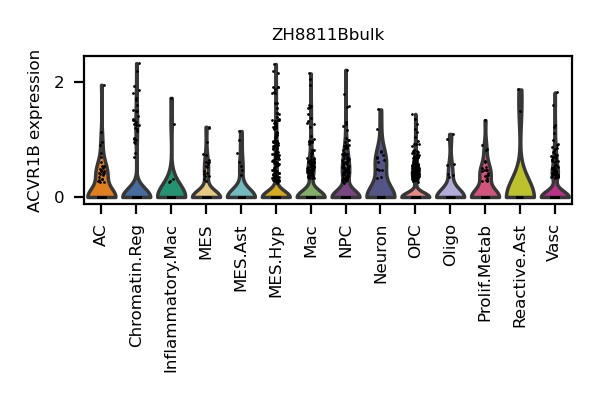 ZH8811Bbulk
ACVR1B expression
2
0
AC
Chromatin.Reg
Inflammatory.Mac
MES
MES.Ast
MES.Hyp
Mac
NPC
Neuron
OPC
Oligo
Prolif.Metab
Reactive.Ast
Vasc